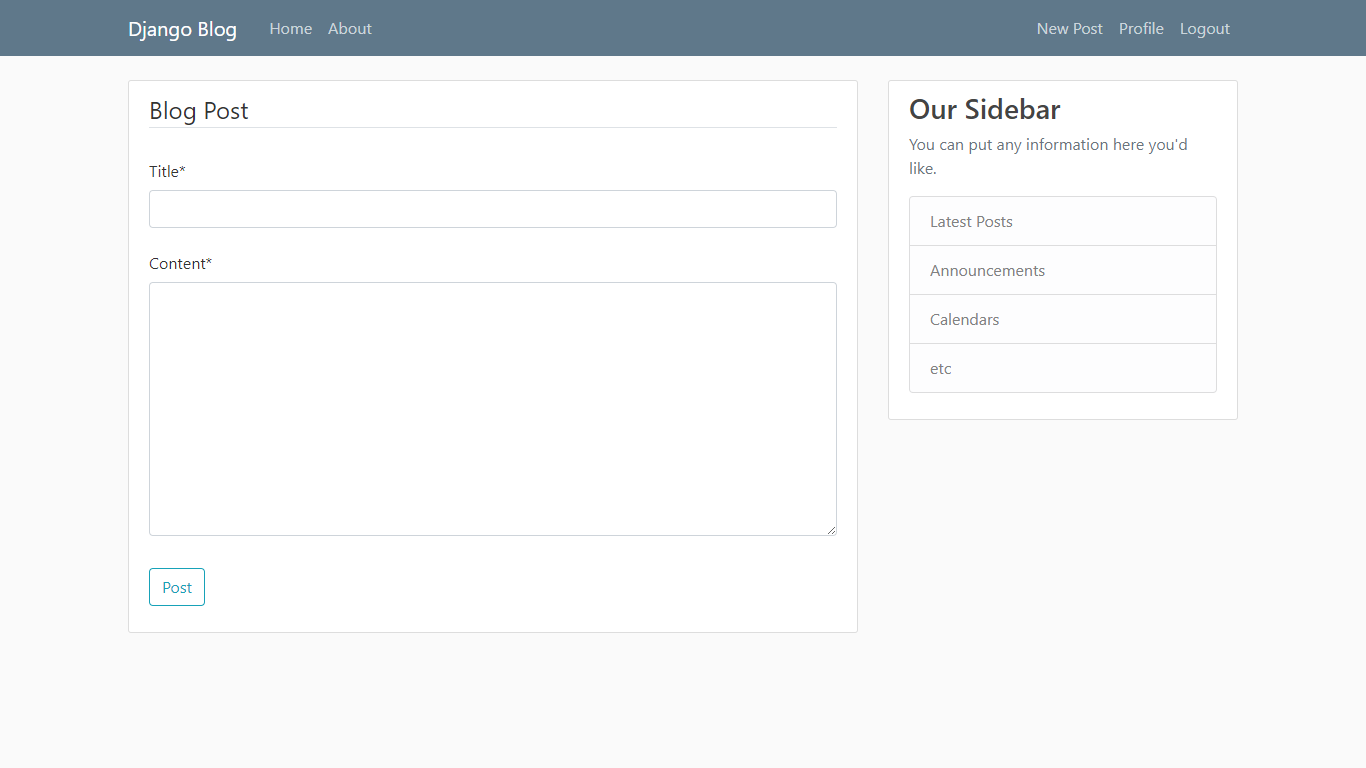 Django Blog Home About New Post Profile Logout
Blog Post
Title*
Content*
Post
Our Sidebar
You can put any information here you'd
like.
Latest Posts
Announcements
Calendars
etc